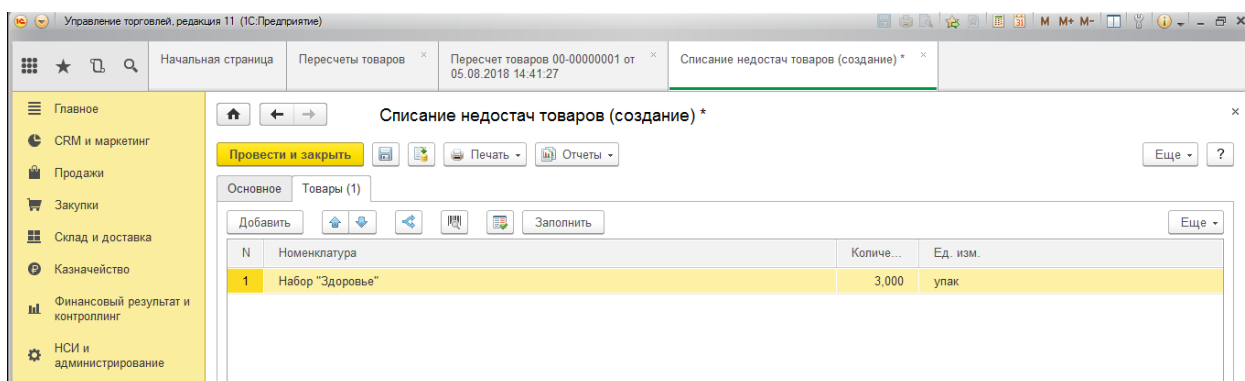 Управление торговлей, редакция 11 (1С:Предприятие)
M M+ M-
Начальная страница
Пересчеты товаров
Пересчет товаров 00-00000001 от
05.08.2018 14:41:27
Списание недостач товаров (создание) *
Главное
CRM и маркетинг
Продажи
Закупки
Склад и доставка
Казначейство
Финансовый результат и
контроллинг
НСИ и
администрирование
Списание недостач товаров (создание) *
Провести и закрыть
Печать
Отчеты
Еще
?
Основное
Товары (1)
Добавить
Заполнить
Еще
N Номенклатура Количе... Ед. изм.
1 Набор "Здоровье" 3,000 упак